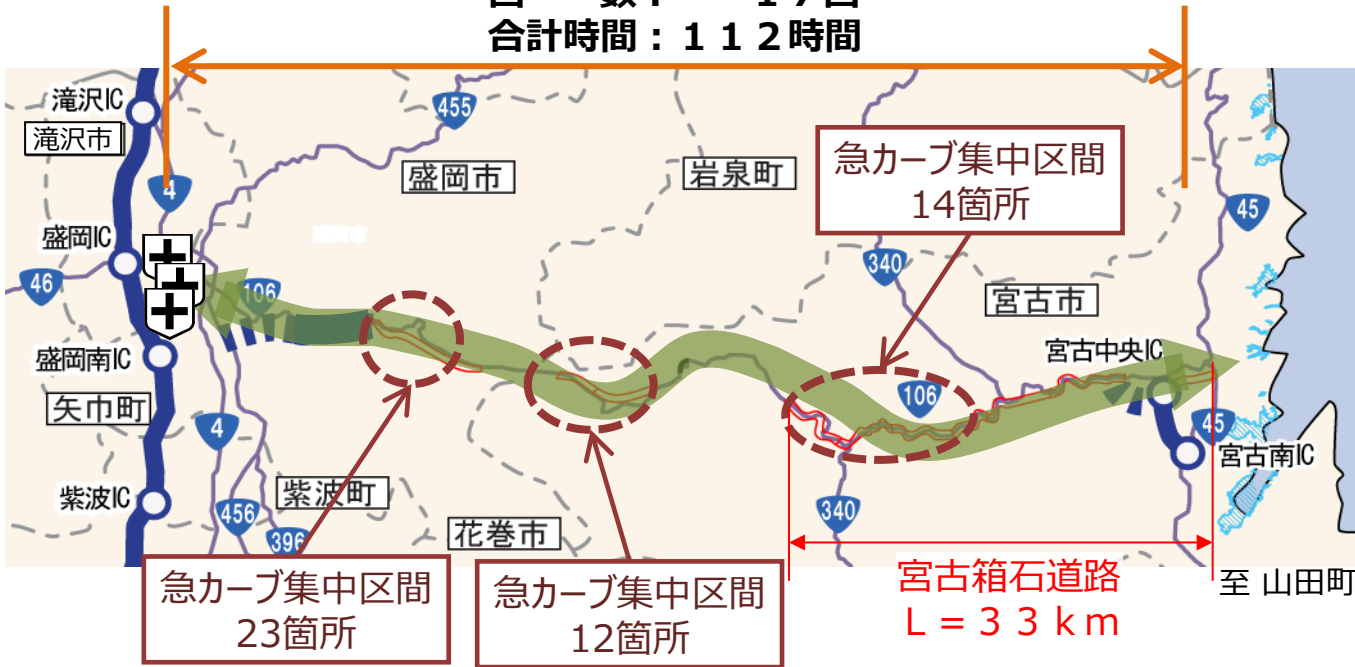 合計時間：１１２時間
滝沢IC
滝沢市
455
4
盛岡市
岩泉町
急カーブ集中区間
14箇所
45
盛岡IC
46
106
340
宮古市
宮古中央IC
盛岡南IC
矢巾町
106
4
45
宮古南IC
紫波IC
紫波町
456
396
花巻市
340
急カーブ集中区間
23箇所
急カーブ集中区間
12箇所
宮古箱石道路
Ｌ＝３３ｋｍ
至 山田町